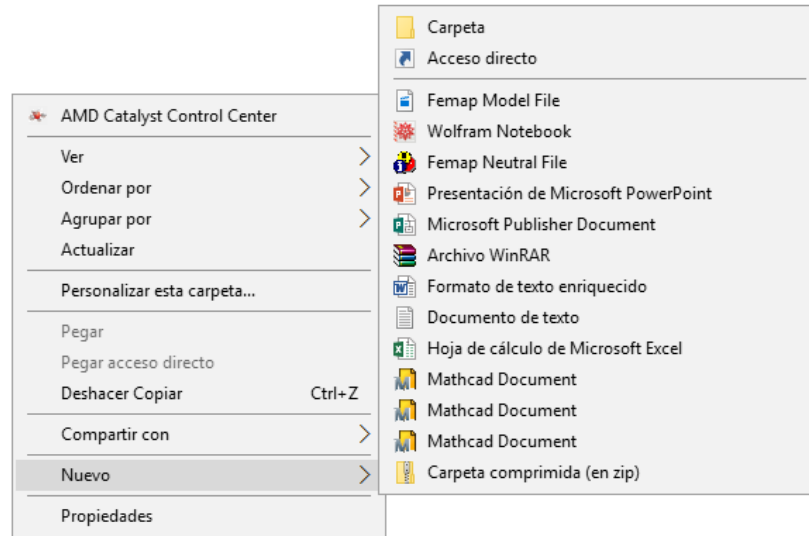 AMD Catalyst Control Center
Ver
Ordenar por
Agrupar por
Actualizar
Personalizar esta carpeta...
Pegar
Pegar acceso directo
Deshacer Copiar Ctrl+Z
Compartir con
Nuevo
Propiedades
Carpeta
Acceso directo
Femap Model File
Wolfram Notebook
Femap Neutral File
Presentación de Microsoft PowerPoint
Microsoft Publisher Document
Archivo WinRAR
Formato de texto enriquecido
Documento de texto
Hoja de cálculo de Microsoft Excel
Mathcad Document
Mathcad Document
Mathcad Document
Carpeta comprimida (en zip)